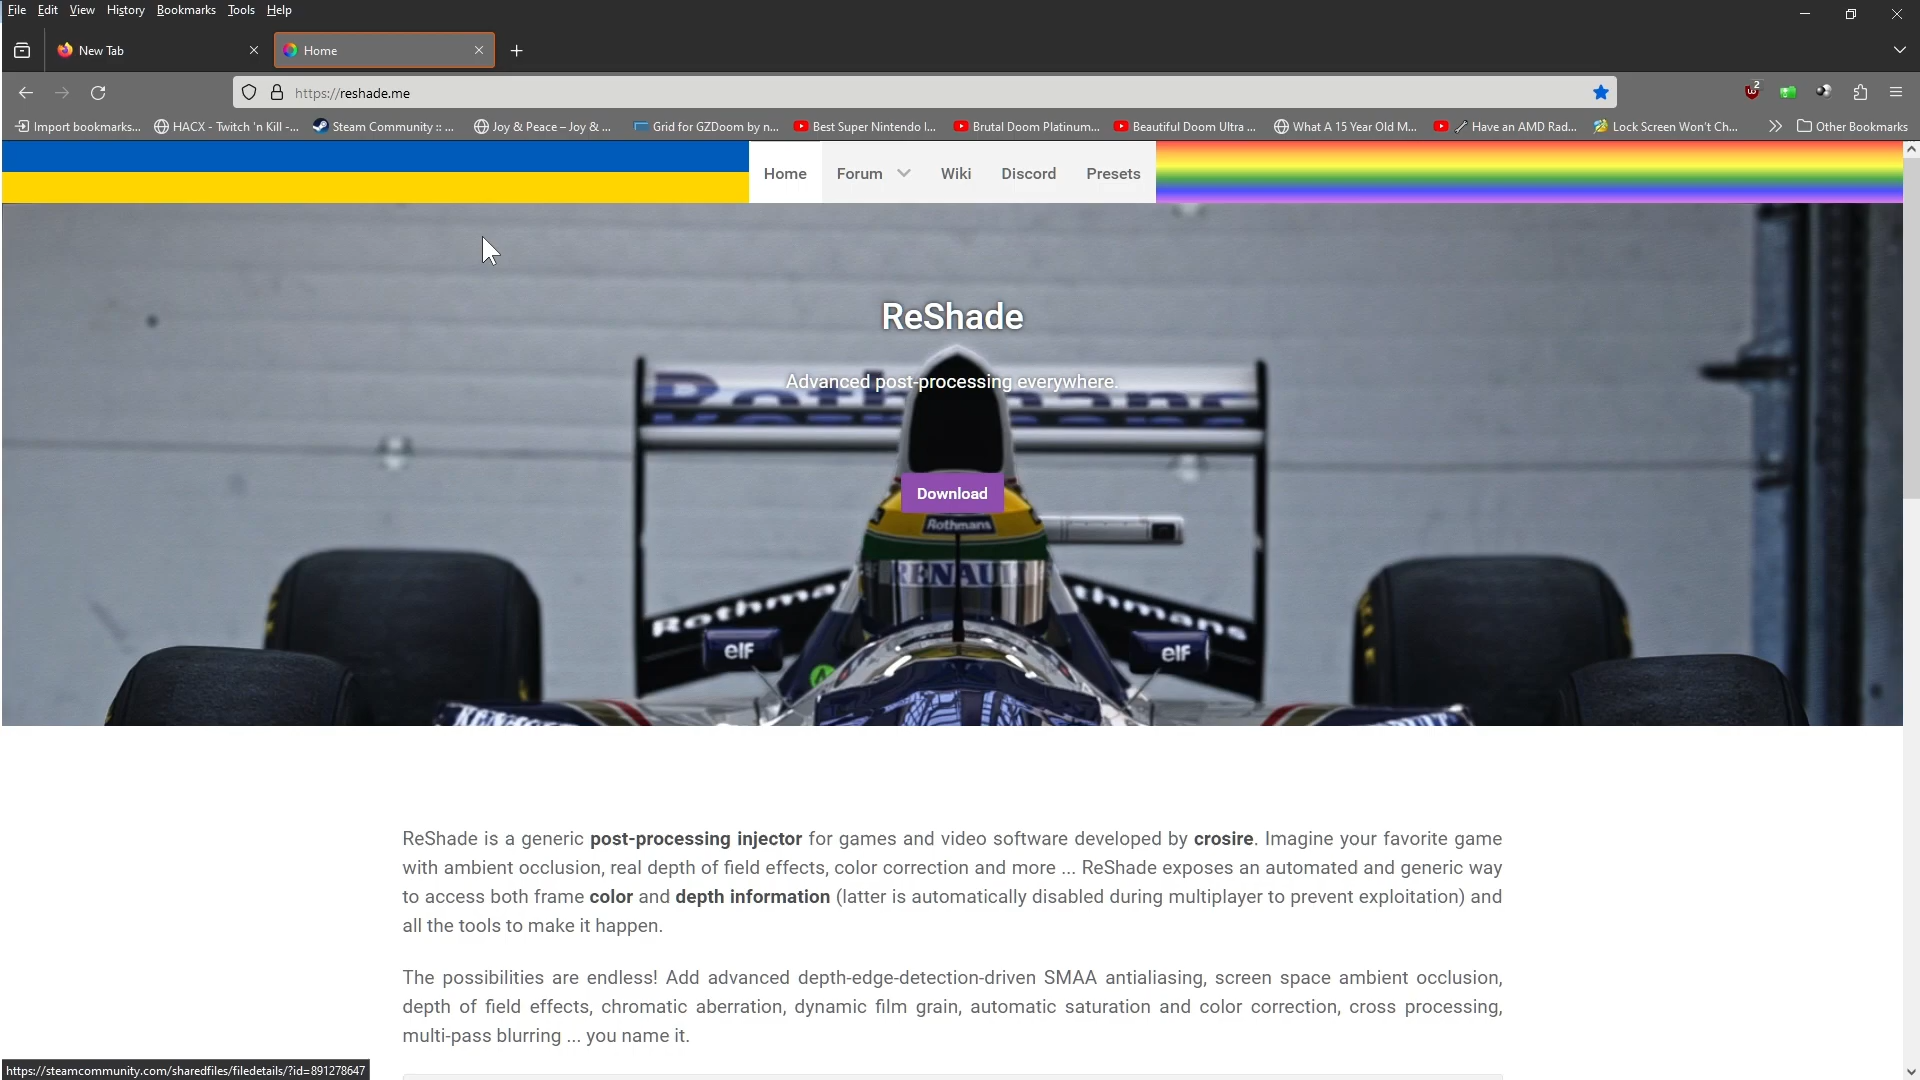 File Edit View History Bookmarks Tools Help
New Tab
Home
https://reshade.me
2
Import bookmarks...
HACX - Twitch 'n Kill -...
Steam Community :: ...
Joy & Peace – Joy & ...
Grid for GZDoom by n...
Best Super Nintendo I...
Brutal Doom Platinum...
Beautiful Doom Ultra ...
What A 15 Year Old M...
Have an AMD Rad...
Lock Screen Won't Ch...
Other Bookmarks
Home Forum Wiki Discord Presets
ReShade
Advanced post-processing everywhere.
Rothmans
Download
Rothmans
RENAULT
Rothma
thmans
elf
elf
ReShade is a generic post-processing injector for games and video software developed by crosire. Imagine your favorite game
with ambient occlusion, real depth of field effects, color correction and more ... ReShade exposes an automated and generic way
to access both frame color and depth information (latter is automatically disabled during multiplayer to prevent exploitation) and
all the tools to make it happen.
The possibilities are endless! Add advanced depth-edge-detection-driven SMAA antialiasing, screen space ambient occlusion,
depth of field effects, chromatic aberration, dynamic film grain, automatic saturation and color correction, cross processing,
multi-pass blurring ... you name it.
https://steamcommunity.com/sharedfiles/filedetails/?id=891278647